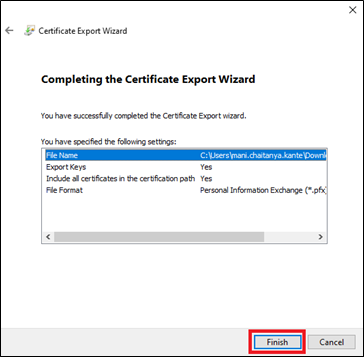 Certificate Export Wizard
Completing the Certificate Export Wizard
You have successfully completed the Certificate Export wizard.
You have specified the following settings:
File Name C:\Users\mani.chaitanya.kante\Downl
Export Keys Yes
Include all certificates in the certification path Yes
File Format Personal Information Exchange (*.pfx)
Finish Cancel